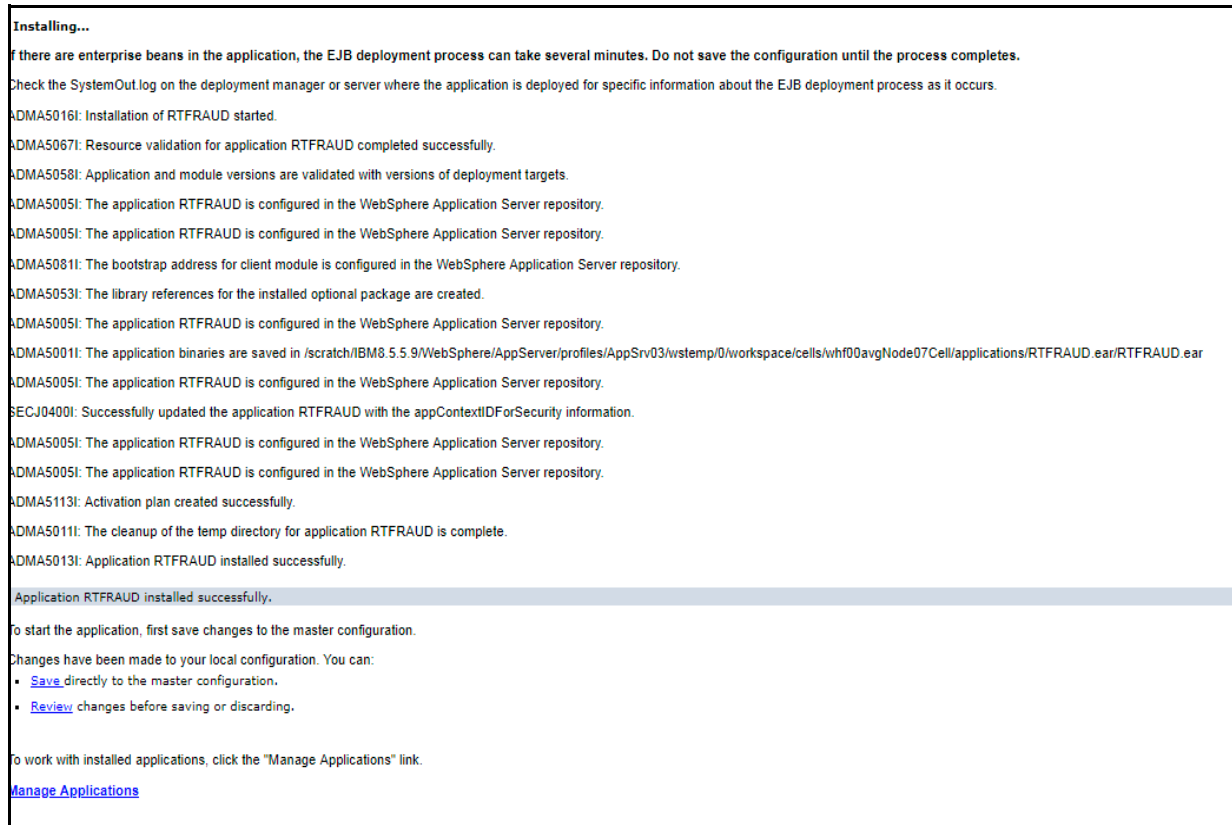 Installing...
If there are enterprise beans in the application, the EJB deployment process can take several minutes. Do not save the configuration until the process completes.
Check the SystemOut.log on the deployment manager or server where the application is deployed for specific information about the EJB deployment process as it occurs.
ADMA5016I: Installation of RTFRAUD started.
ADMA5067I: Resource validation for application RTFRAUD completed successfully.
ADMA5058I: Application and module versions are validated with versions of deployment targets.
ADMA5005I: The application RTFRAUD is configured in the WebSphere Application Server repository.
ADMA5005I: The application RTFRAUD is configured in the WebSphere Application Server repository.
ADMA5081I: The bootstrap address for client module is configured in the WebSphere Application Server repository.
ADMA5053I: The library references for the installed optional package are created.
ADMA5005I: The application RTFRAUD is configured in the WebSphere Application Server repository.
ADMA5001I: The application binaries are saved in /scratch/IBM8.5.5.9/WebSphere/AppServer/profiles/AppSrv03/wstemp/0/workspace/cells/whf00avgNode07Cell/applications/RTFRAUD.ear/RTFRAUD.ear
ADMA5005I: The application RTFRAUD is configured in the WebSphere Application Server repository.
SECJ0400I: Successfully updated the application RTFRAUD with the appContextIDForSecurity information.
ADMA5005I: The application RTFRAUD is configured in the WebSphere Application Server repository.
ADMA5005I: The application RTFRAUD is configured in the WebSphere Application Server repository.
ADMA5113I: Activation plan created successfully.
ADMA5011I: The cleanup of the temp directory for application RTFRAUD is complete.
ADMA5013I: Application RTFRAUD installed successfully.
Application RTFRAUD installed successfully.
To start the application, first save changes to the master configuration.
Changes have been made to your local configuration. You can:
Save directly to the master configuration.
Review changes before saving or discarding.
To work with installed applications, click the "Manage Applications" link.
Manage Applications